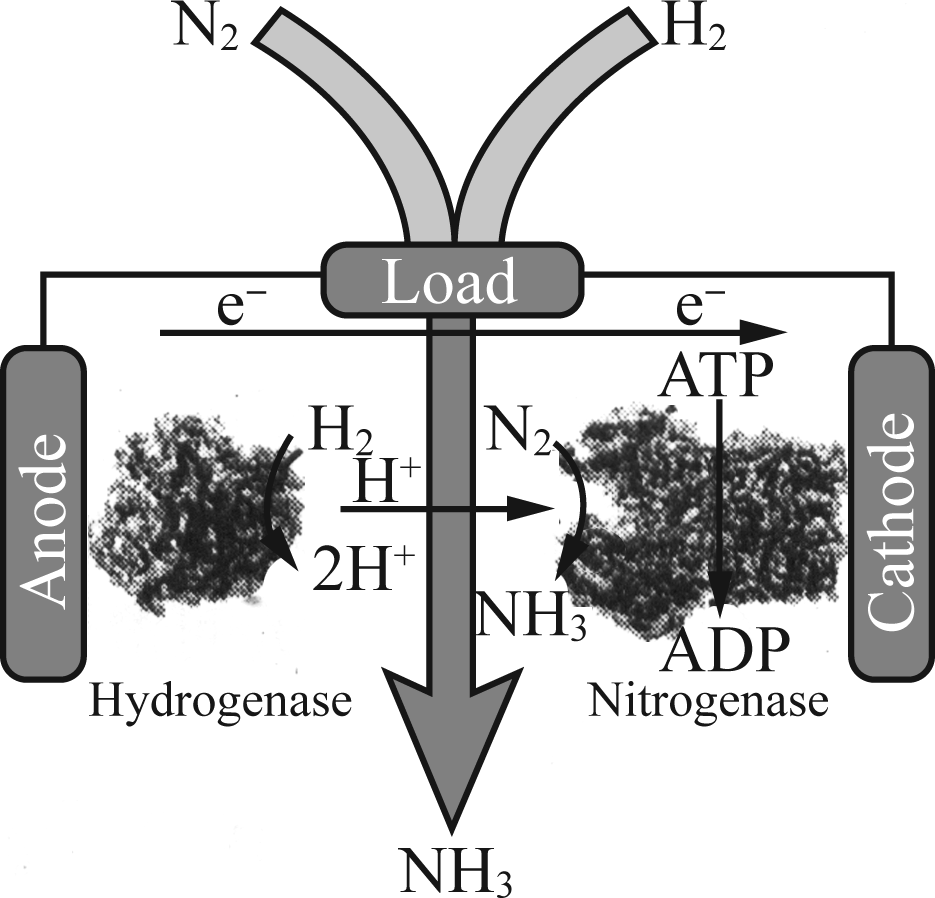 N₂
H₂
Load
e⁻
e⁻
ATP
H₂
N₂
H⁺
Anode
Cathode
2H⁺
NH₃
ADP
Hydrogenase
Nitrogenase
NH₃